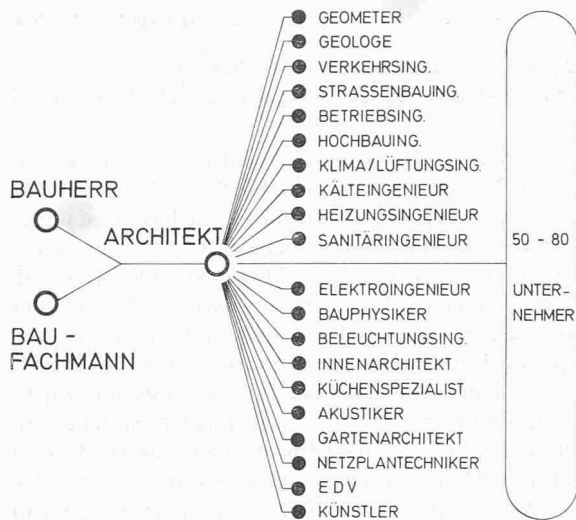 GEOMETER
GEOLOGE
VERKEHRSING.
STRASSENBAUING.
BETRIEBSING.
HOCHBAUING.
KLIMA/LÜFTUNGSING.
KÄLTEINGENIEUR
HEIZUNGSINGENIEUR
SANITÄRINGENIEUR
BAUHERR
ARCHITEKT
BAU -
FACHMANN
ELEKTROINGENIEUR
BAUPHYSIKER
BELEUCHTUNGSING.
INNENARCHITEKT
KÜCHENSPEZIALIST
AKUSTIKER
GARTENARCHITEKT
NETZPLANTECHNIKER
EDV
KÜNSTLER
50 - 80
UNTER-
NEHMER